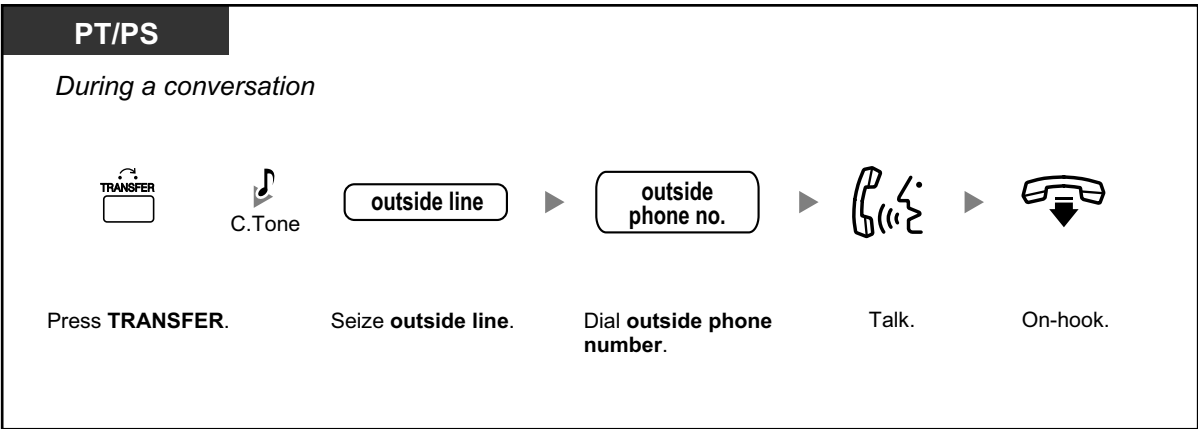 PT/PS
During a conversation
TRANSFER
C.Tone
outside line
outside
phone no.
Press TRANSFER.
Seize outside line.
Dial outside phone
number.
Talk.
On-hook.